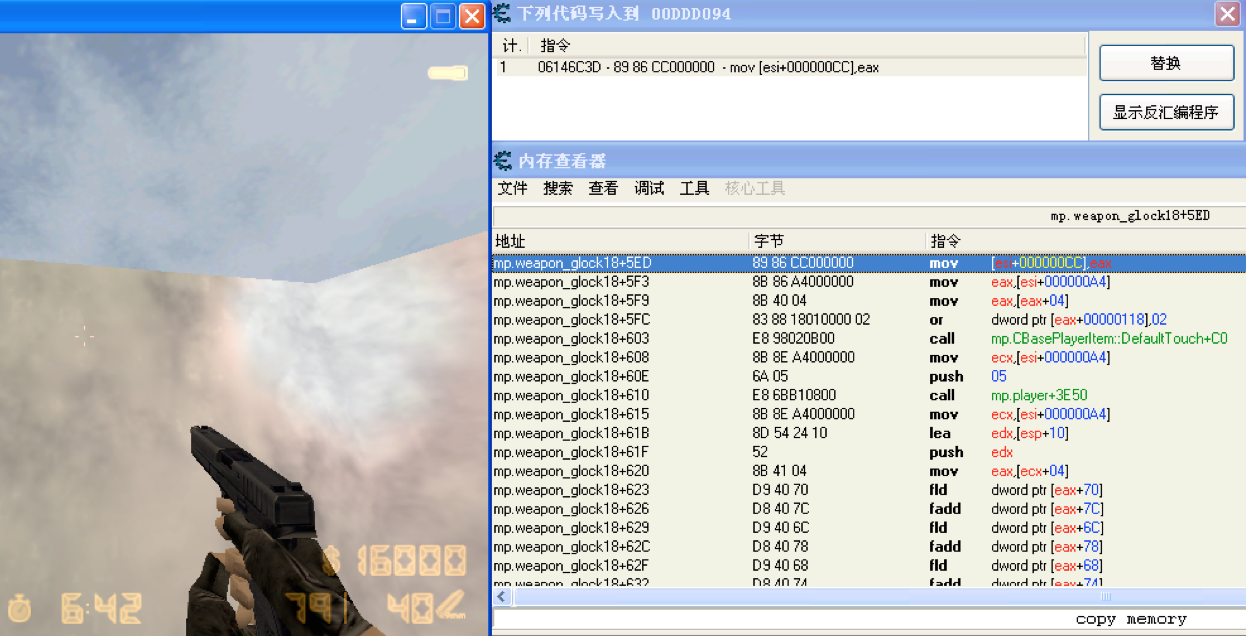 下列代码写入到 00DDD094
计. 指令
1 06146C3D - 89 86 CC000000 - mov [esi+000000CC],eax
替换
显示反汇编程序
内存查看器
文件 搜索 查看 调试 工具 核心工具
mp.weapon_glock18+5ED
地址 字节 指令
mp.weapon_glock18+5ED 89 86 CC000000 mov [esi+000000CC],eax
mp.weapon_glock18+5F3 8B 86 A4000000 mov eax,[esi+000000A4]
mp.weapon_glock18+5F9 8B 40 04 mov eax,[eax+04]
mp.weapon_glock18+5FC 83 88 18010000 02 or dword ptr [eax+00000118],02
mp.weapon_glock18+603 E8 98020B00 call mp.CBasePlayerItem::DefaultTouch+C0
mp.weapon_glock18+608 8B 8E A4000000 mov ecx,[esi+000000A4]
mp.weapon_glock18+60E 6A 05 push 05
mp.weapon_glock18+610 E8 6BB10800 call mp.player+3E50
mp.weapon_glock18+615 8B 8E A4000000 mov ecx,[esi+000000A4]
mp.weapon_glock18+61B 8D 54 24 10 lea edx,[esp+10]
mp.weapon_glock18+61F 52 push edx
mp.weapon_glock18+620 8B 41 04 mov eax,[ecx+04]
mp.weapon_glock18+623 D9 40 70 fld dword ptr [eax+70]
mp.weapon_glock18+626 D8 40 7C fadd dword ptr [eax+7C]
mp.weapon_glock18+629 D9 40 6C fld dword ptr [eax+6C]
mp.weapon_glock18+62C D8 40 78 fadd dword ptr [eax+78]
mp.weapon_glock18+62F D9 40 68 fld dword ptr [eax+68]
mp.weapon_glock18+632 D8 40 74 fadd dword ptr [eax+74]
copy memory
$ 16000
6:42 79 | 40